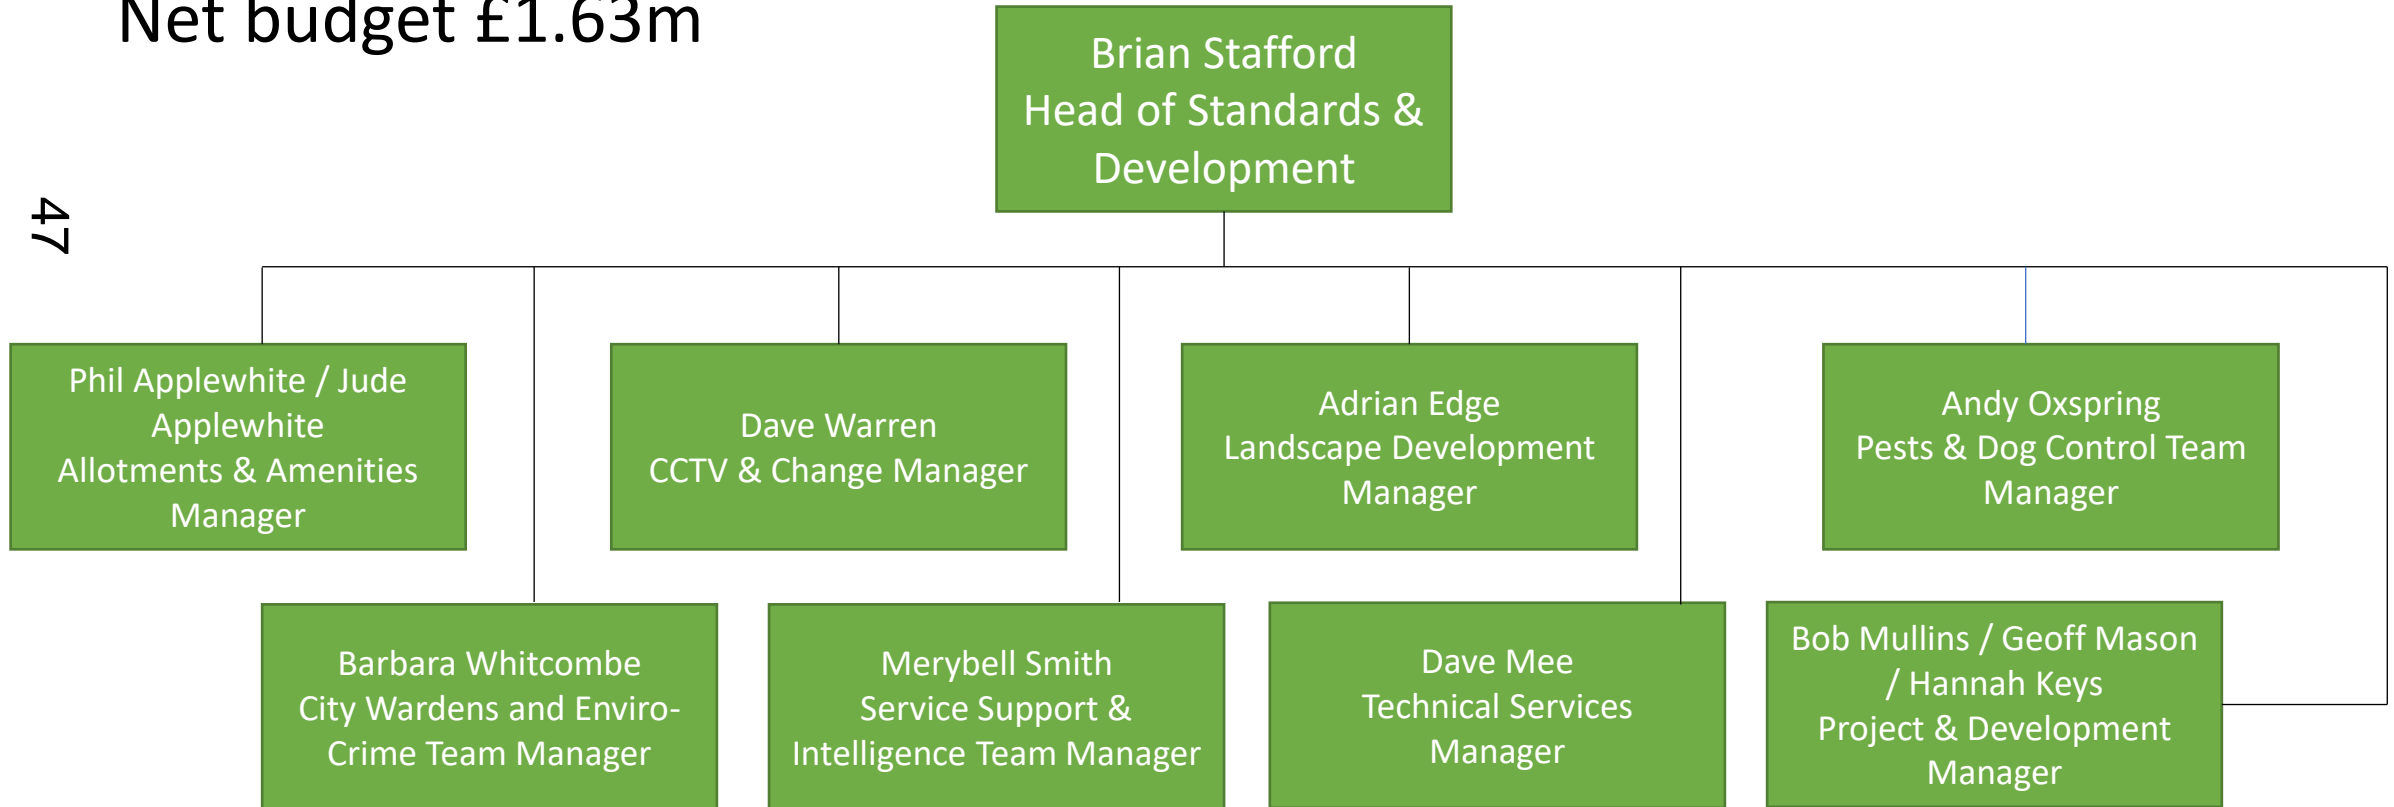 Net budget £1.63m
Brian Stafford
Head of Standards &
Development
47
Phil Applewhite / Jude
Applewhite
Allotments & Amenities
Manager
Dave Warren
CCTV & Change Manager
Adrian Edge
Landscape Development
Manager
Andy Oxspring
Pests & Dog Control Team
Manager
Barbara Whitcombe
City Wardens and Enviro-
Crime Team Manager
Merybell Smith
Service Support &
Intelligence Team Manager
Dave Mee
Technical Services
Manager
Bob Mullins / Geoff Mason
/ Hannah Keys
Project & Development
Manager